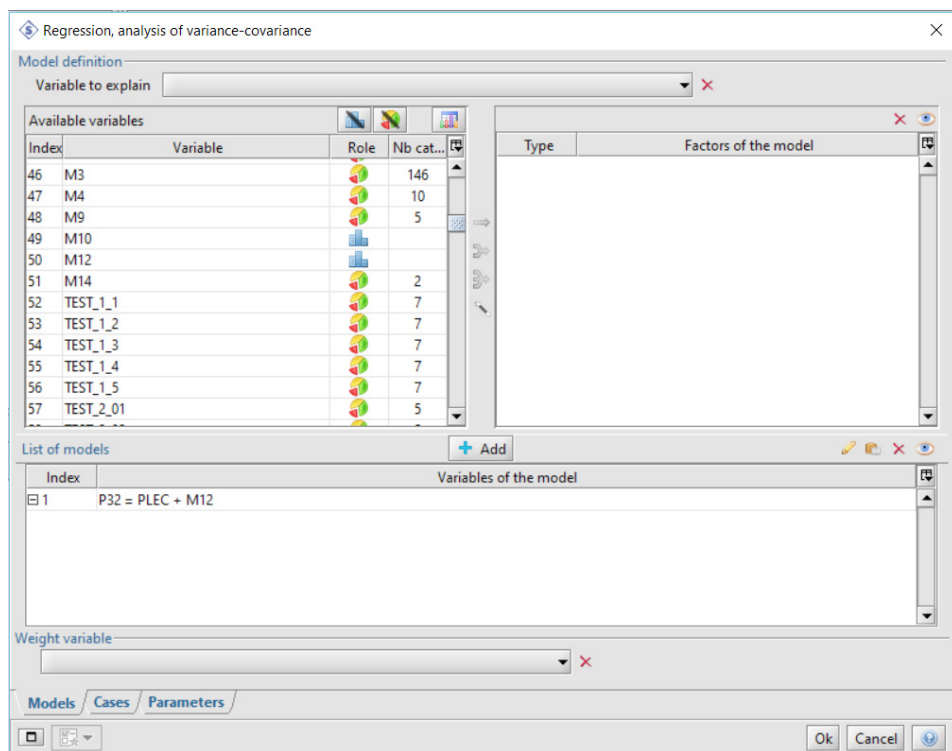 Regression, analysis of variance-covariance
Model definition
Variable to explain
Available variables
Index Variable Role Nb cat...
46 M3 146
47 M4 10
48 M9 5
49 M10
50 M12
51 M14 2
52 TEST_1_1 7
53 TEST_1_2 7
54 TEST_1_3 7
55 TEST_1_4 7
56 TEST_1_5 7
57 TEST_2_01 5
Type Factors of the model
List of models
Add
Index Variables of the model
1 P32 = PLEC + M12
Weight variable
Models Cases Parameters
Ok Cancel